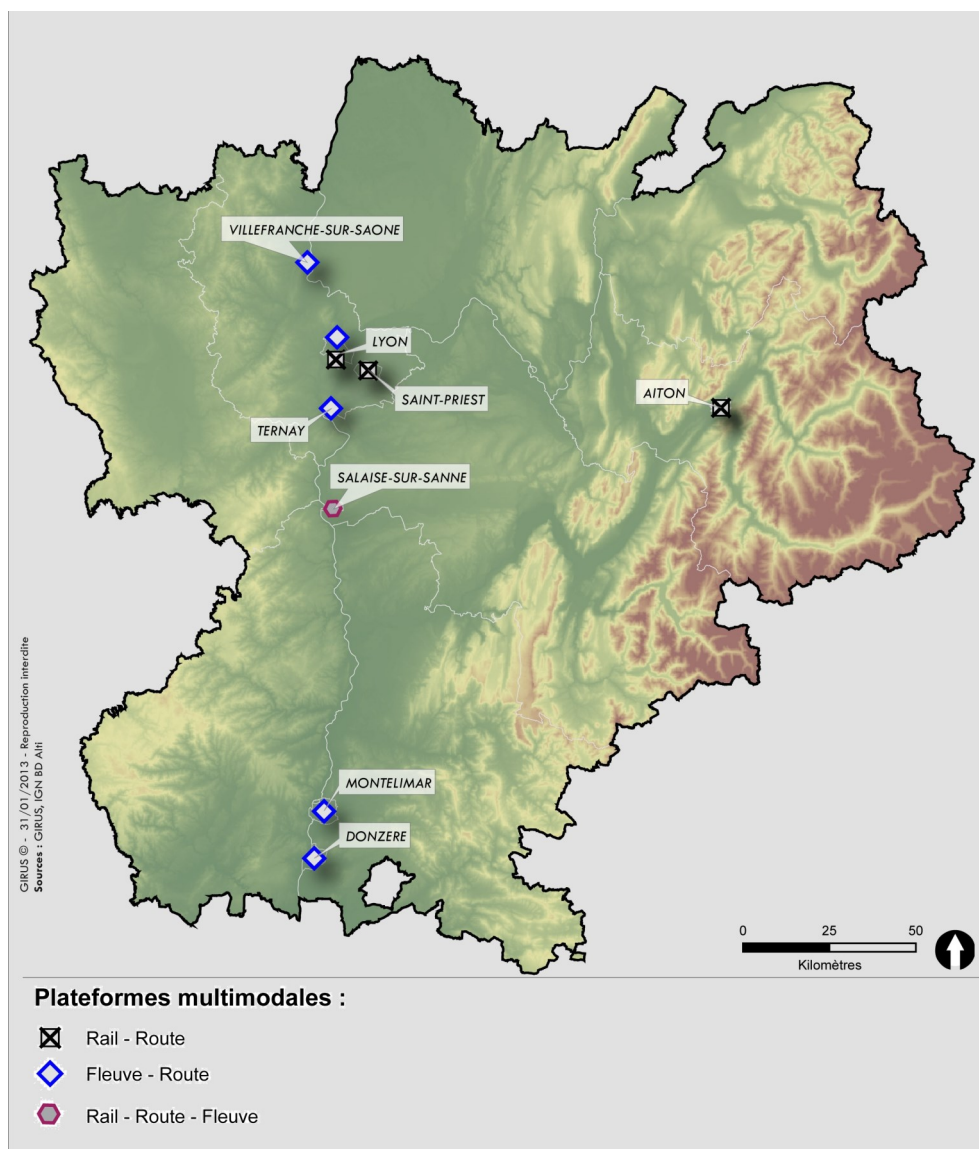 VILLEFRANCHE-SUR-SAONE
LYON
SAINT-PRIEST
AITON
TERNAY
SALAISE-SUR-SANNE
MONTELIMAR
DONZERE
GIRUS © - 31/01/2013 - Reproduction interdite
Sources : GIRUS, IGN BD Alti
0 25 50
Kilomètres
Plateformes multimodales :
Rail - Route
Fleuve - Route
Rail - Route - Fleuve